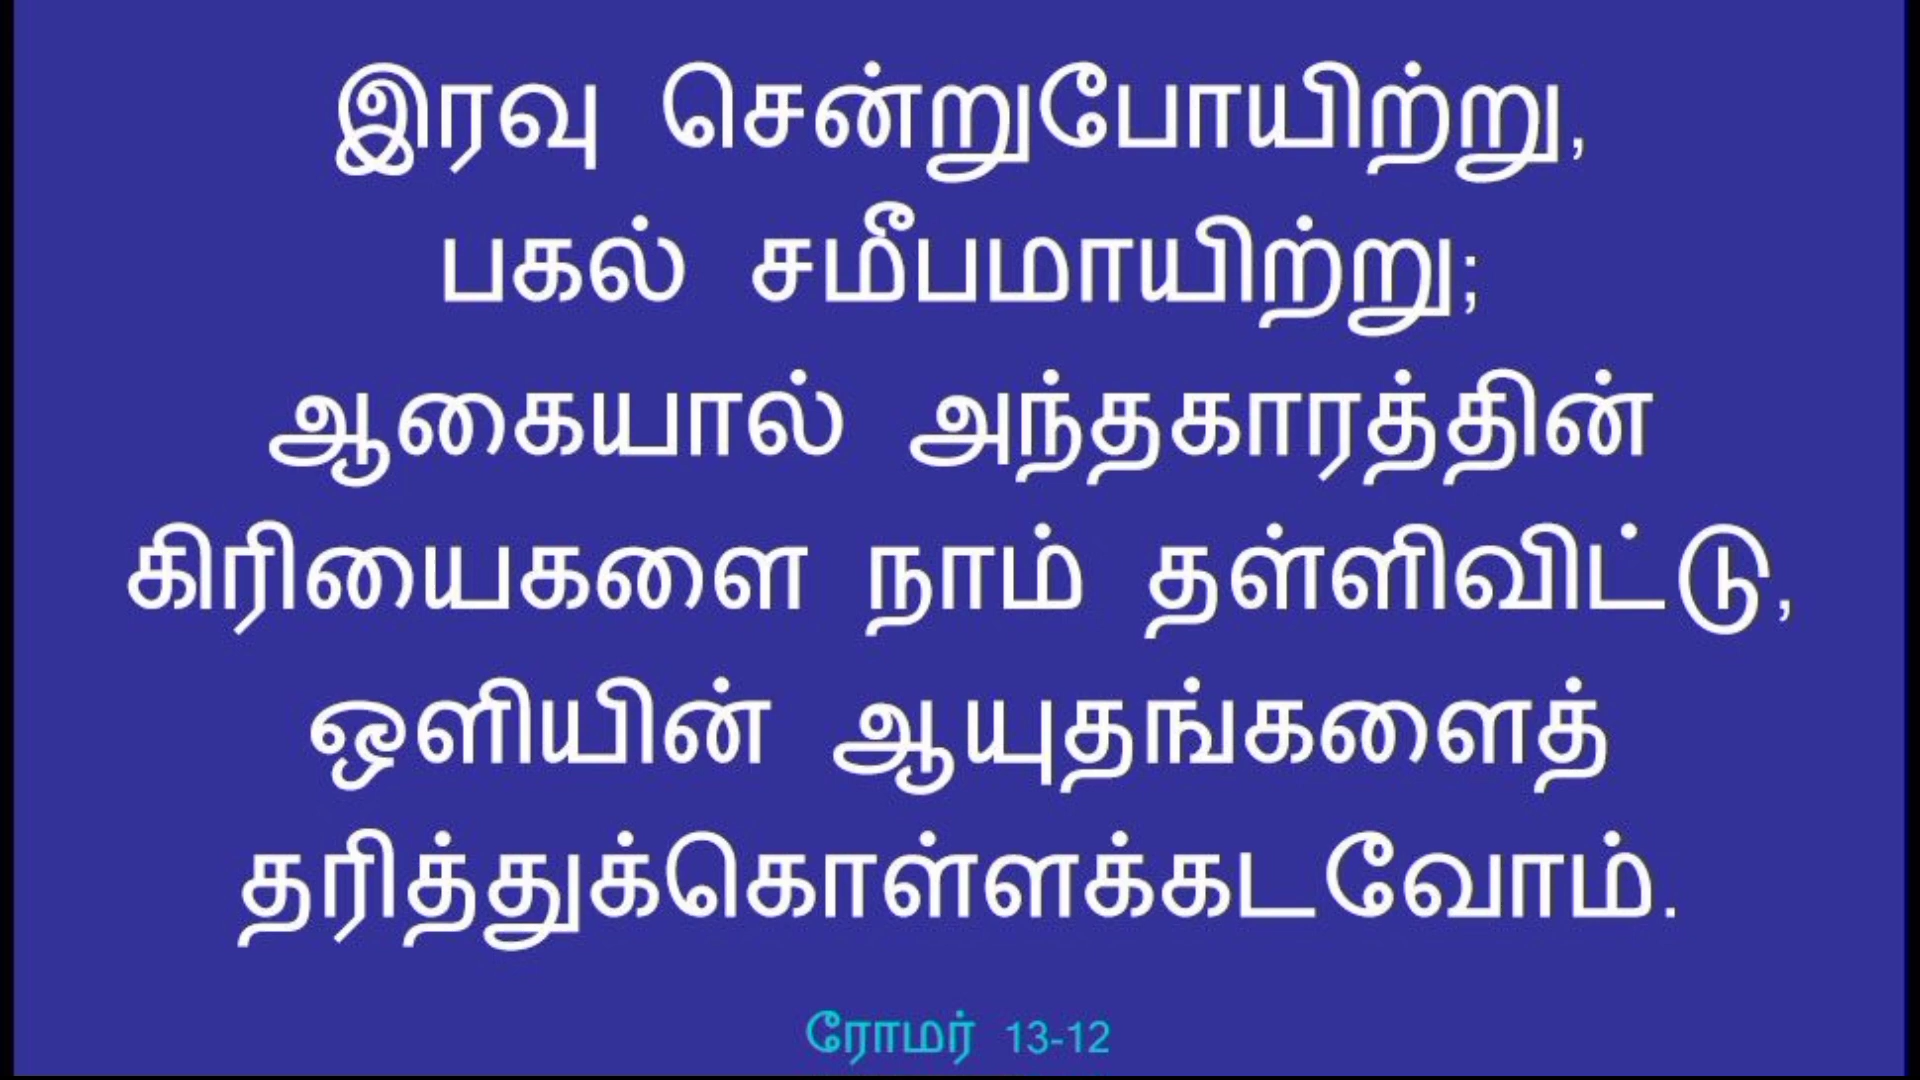 இரவு சென்றுபோயிற்று,
பகல் சமீபமாயிற்று;
ஆகையால் அந்தகாரத்தின்
கிரியைகளை நாம் தள்ளிவிட்டு,
ஒளியின் ஆயுதங்களைத்
தரித்துக்கொள்ளக்கடவோம்.
ரோமர் 13-12